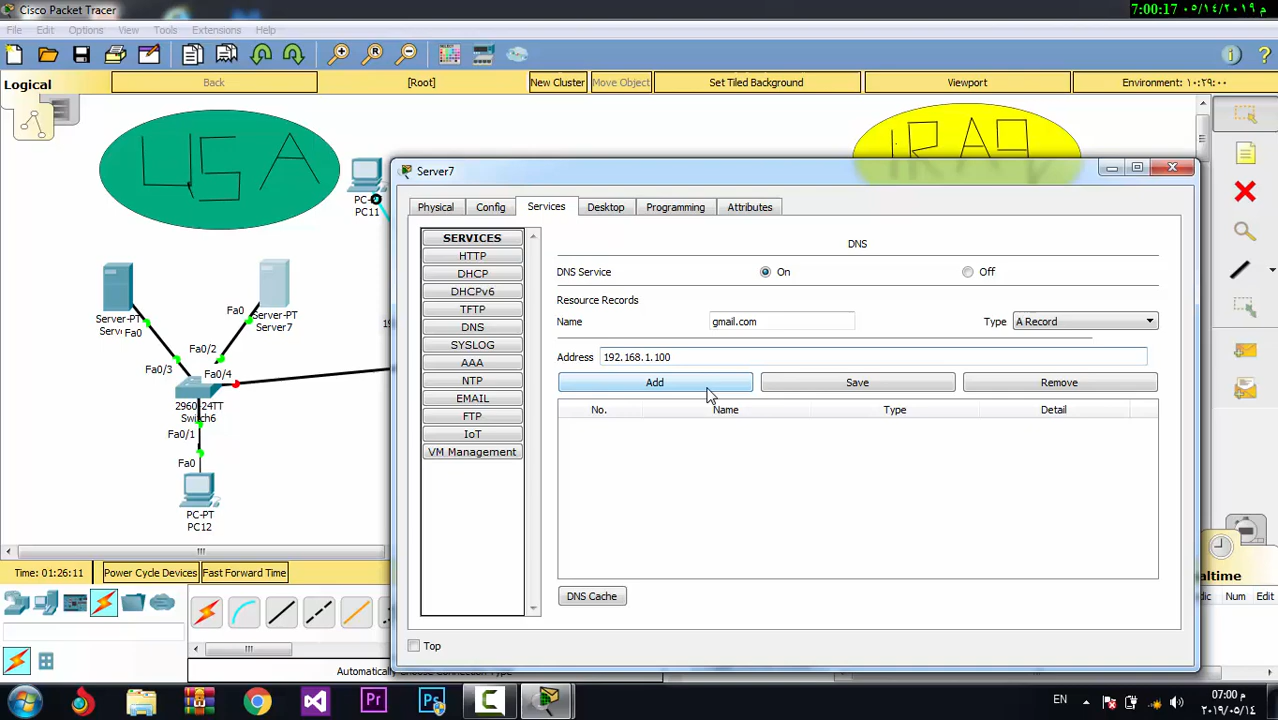 Cisco Packet Tracer
7:00:17 ٠٥/١٤/٢٠١٩ م
File Edit Options View Tools Extensions Help
Logical
Back
[Root]
New Cluster
Move Object
Set Tiled Background
Viewport
Environment: ١٠:٢٩:٠٠
USA
IRAQ
PC11
Server-PT
Fa0
Fa0
Server-PT
Server7
Fa0/2
Fa0/3
Fa0/4
2960-24TT
Switch6
Fa0/1
Fa0
PC-PT
PC12
Server7
Physical
Config
Services
Desktop
Programming
Attributes
SERVICES
HTTP
DHCP
DHCPv6
TFTP
DNS
SYSLOG
AAA
NTP
EMAIL
FTP
IoT
VM Management
DNS
DNS Service
On
Off
Resource Records
Name
gmail.com
Type
A Record
Address
192.168.1.100
Add
Save
Remove
No.
Name
Type
Detail
DNS Cache
Top
Time: 01:26:11
Power Cycle Devices
Fast Forward Time
Num
Edit
EN
07:00 م
٢٠١٩/٠٥/١٤